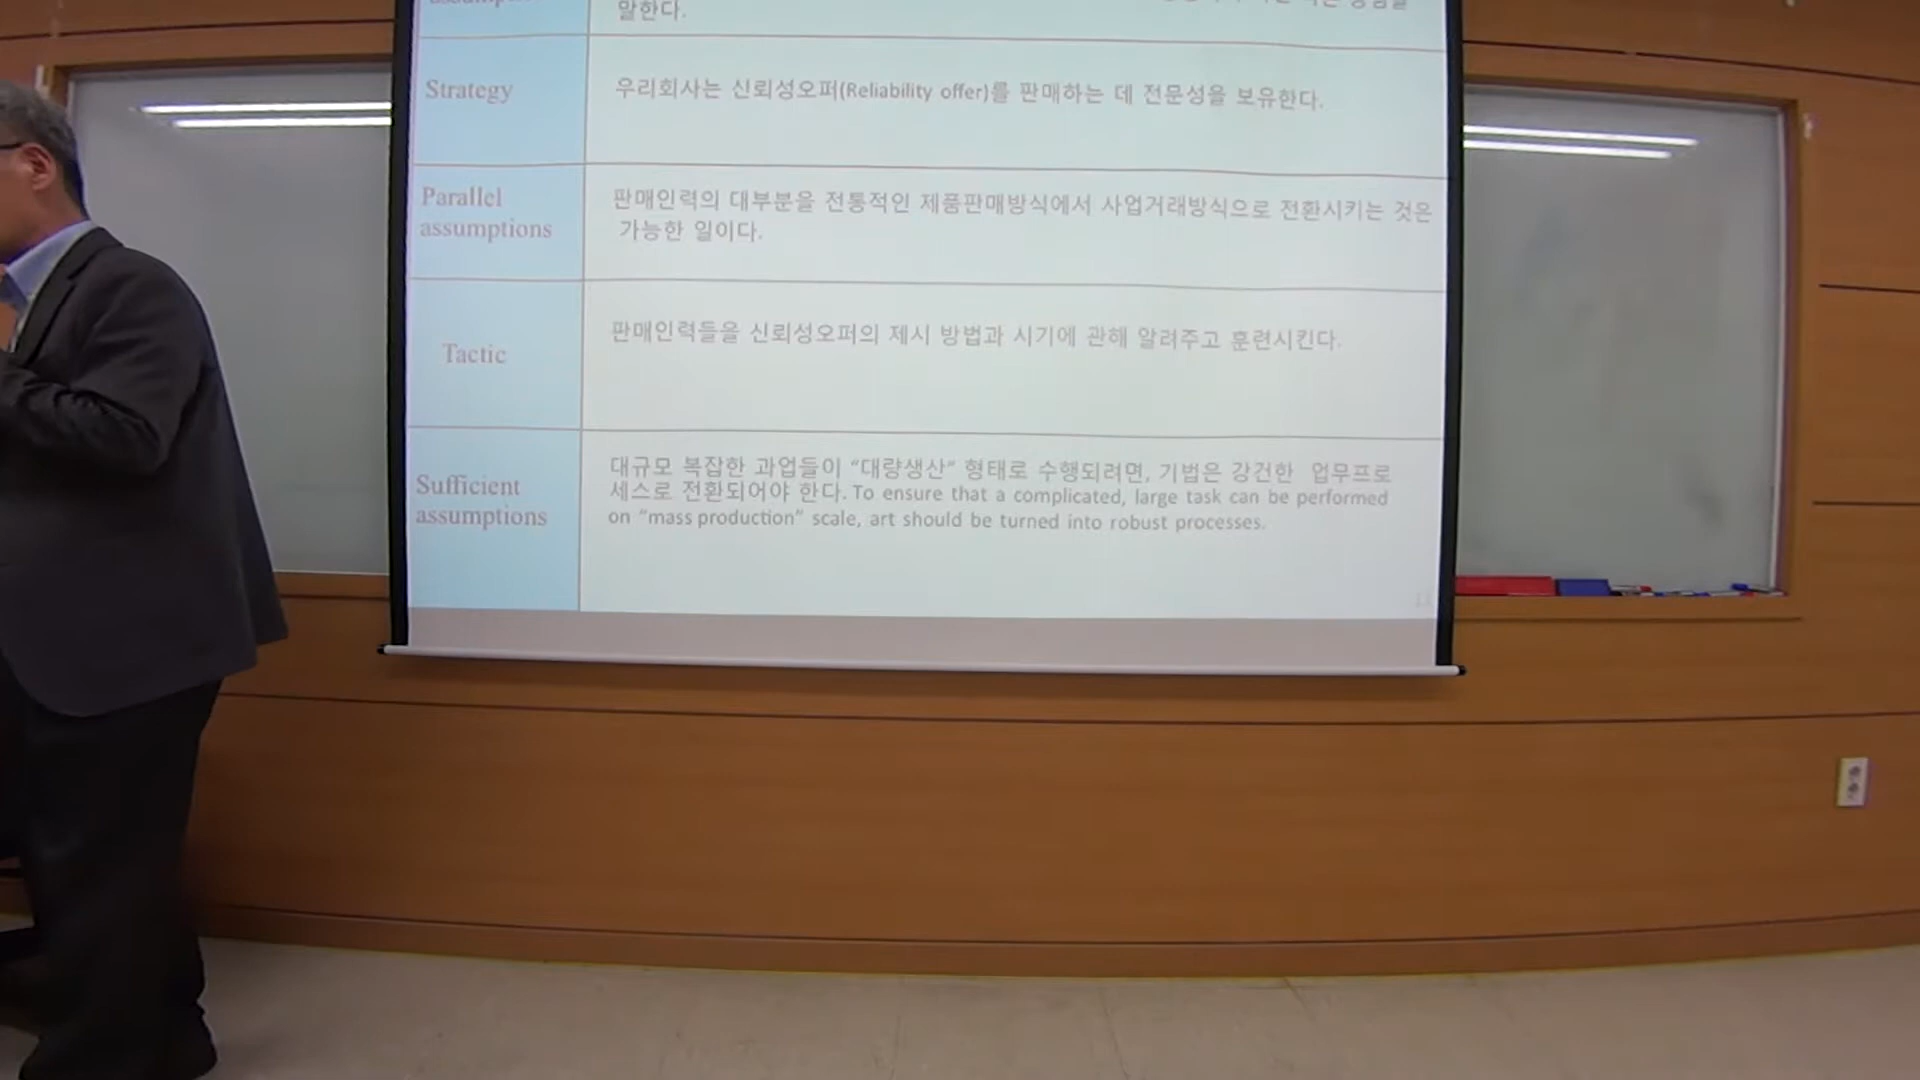 말한다.
Strategy
우리회사는 신뢰성오퍼(Reliability offer)를 판매하는 데 전문성을 보유한다.
Parallel
assumptions
판매인력의 대부분을 전통적인 제품판매방식에서 사업거래방식으로 전환시키는 것은
가능한 일이다.
Tactic
판매인력들을 신뢰성오퍼의 제시 방법과 시기에 관해 알려주고 훈련시킨다.
Sufficient
assumptions
대규모 복잡한 과업들이 “대량생산“ 형태로 수행되려면, 기법은 강건한 업무프로
세스로 전환되어야 한다. To ensure that a complicated, large task can be performed
on “mass production” scale, art should be turned into robust processes.